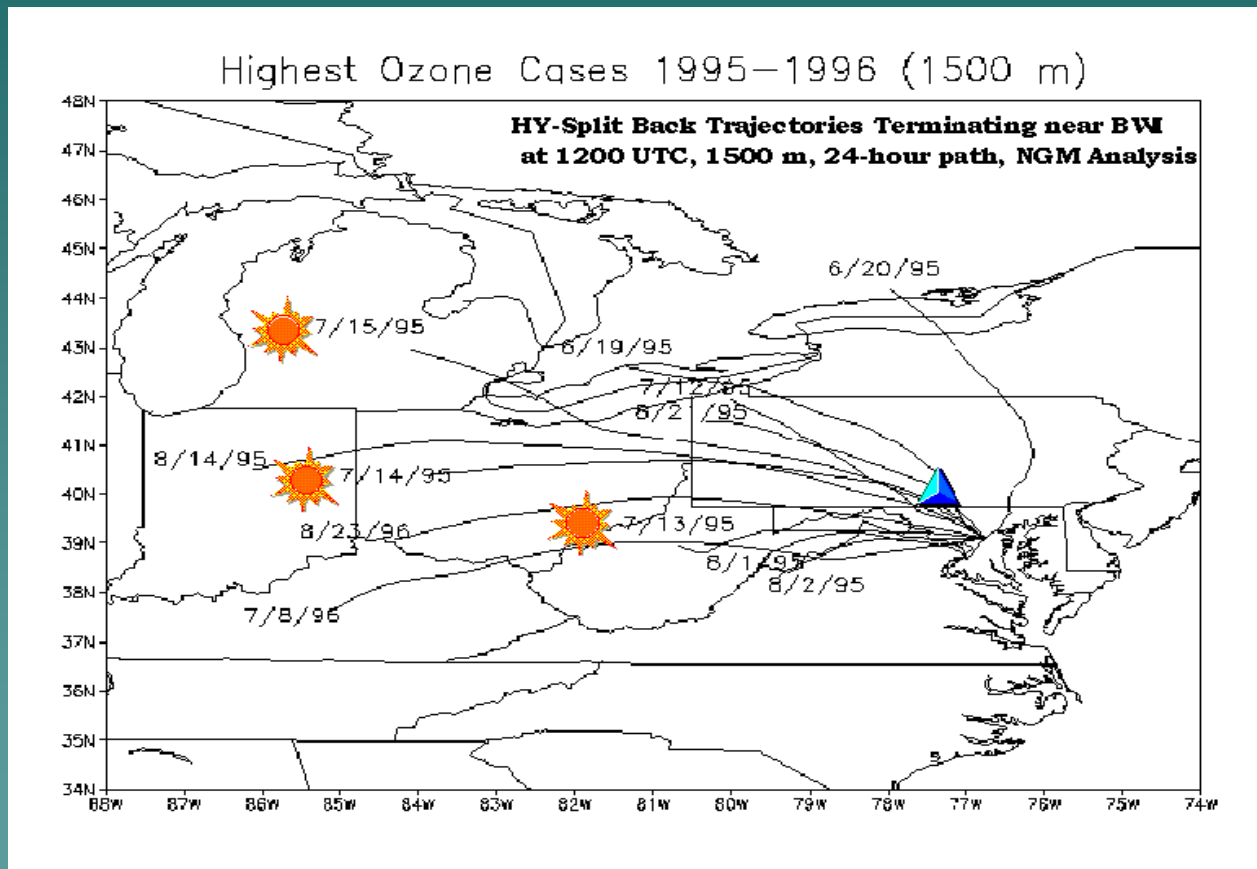 Highest Ozone Cases 1995-1996 (1500 m)
HY-Split Back Trajectories Terminating near BWI
at 1200 UTC, 1500 m, 24-hour path, NGM Analysis
48N
47N
46N
45N
44N
43N
42N
41N
40N
39N
38N
37N
36N
35N
34N
6/20/95
7/15/95
6/19/95
7/12/95
8/14/95
7/14/95
8/23/96
7/13/95
8/2/95
7/8/96
88W
87W
86W
85W
84W
83W
82W
81W
80W
79W
78W
77W
76W
75W
74W